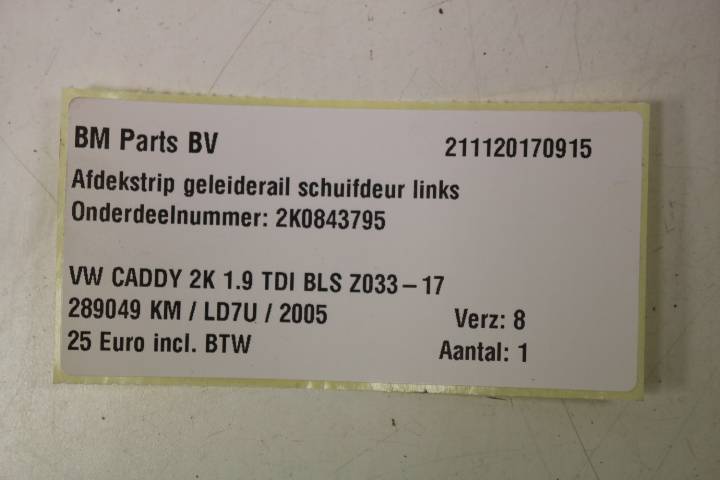 BM Parts BV 211120170915
Afdekstrip geleiderail schuifdeur links
Onderdeelnummer: 2K0843795
VW CADDY 2K 1.9 TDI BLS Z033-17
289049 KM / LD7U / 2005 Verz: 8
25 Euro incl. BTW Aantal: 1